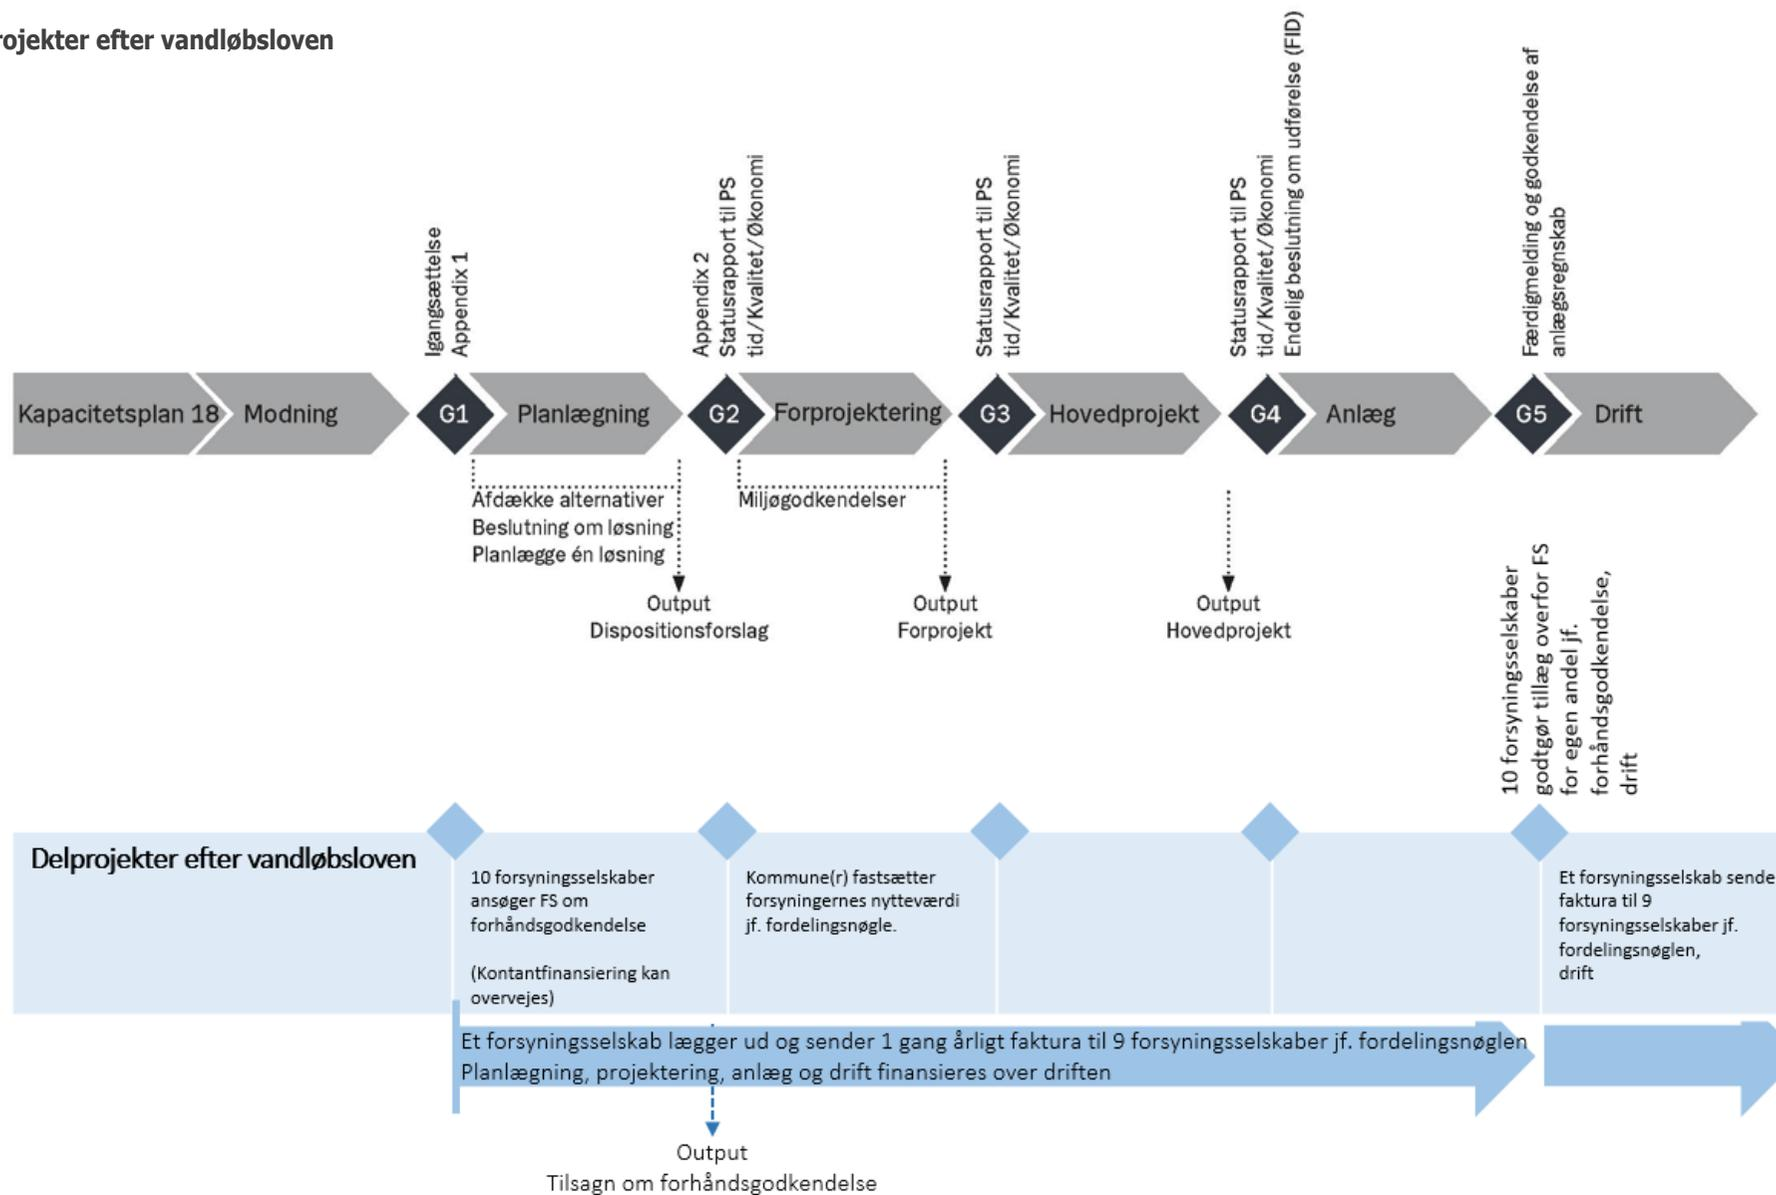 rojekter efter vandløbsloven
Igangsættelse
Appendix 1
Appendix 2
Statusrapport til PS
tid/Kvalitet/Økonomi
Statusrapport til PS
tid/Kvalitet/Økonomi
Statusrapport til PS
tid/Kvalitet/Økonomi
Endelig beslutning om udførelse (FID)
Færdigmelding og godkendelse af
anlægsregnskab
Kapacitetsplan 18
Modning
G1
Planlægning
G2
Forprojektering
G3
Hovedprojekt
G4
Anlæg
G5
Drift
Afdække alternativer
Beslutning om løsning
Planlægge én løsning
Miljøgodkendelser
Output
Dispositionsforslag
Output
Forprojekt
Output
Hovedprojekt
10 forsyningsselskaber
godtgør tillæg overfor FS
for egen andel jf.
forhåndsgodkendelse,
drift
Delprojekter efter vandløbsloven
10 forsyningsselskaber
ansøger FS om
forhåndsgodkendelse
(Kontantfinansiering kan
overvejes)
Kommune(r) fastsætter
forsyningernes nytteværdi
jf. fordelingsnøgle.
Et forsyningsselskab sende
faktura til 9
forsyningsselskaber jf.
fordelingsnøglen,
drift
Et forsyningsselskab lægger ud og sender 1 gang årligt faktura til 9 forsyningsselskaber jf. fordelingsnøglen
Planlægning, projektering, anlæg og drift finansieres over driften
Output
Tilsagn om forhåndsgodkendelse